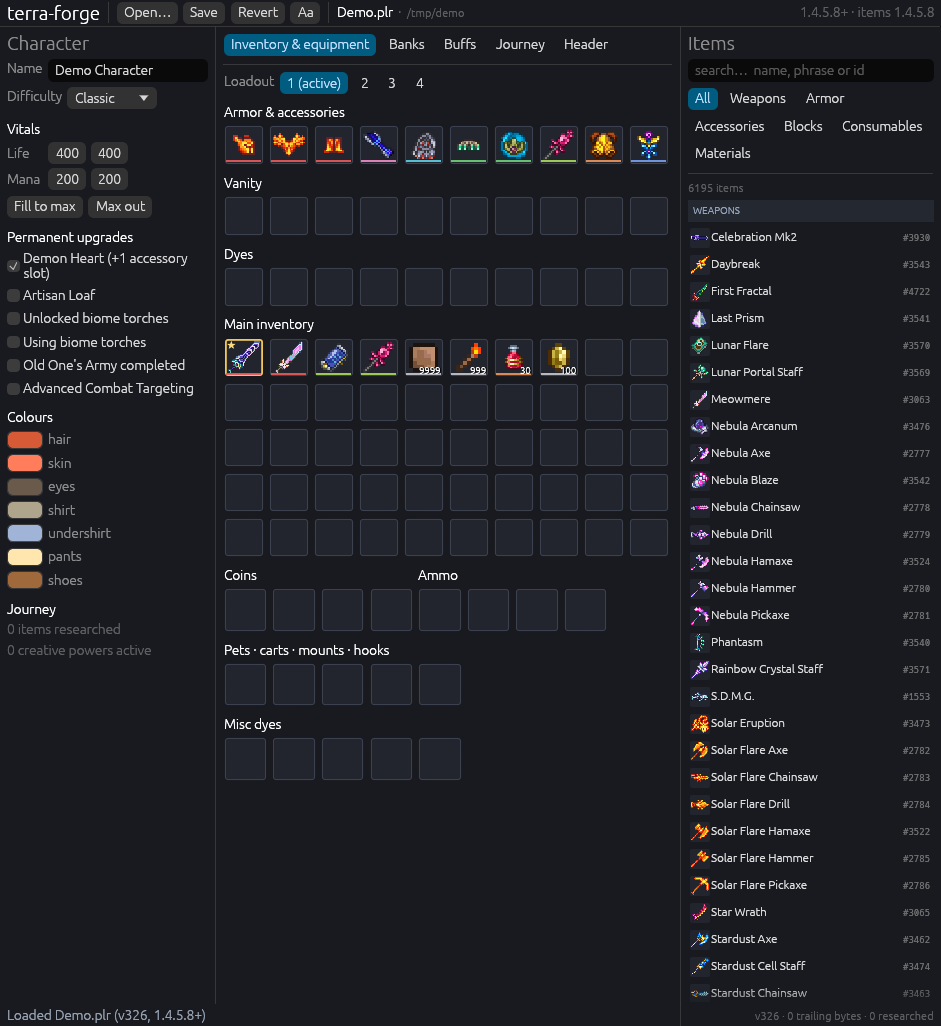 terra-forge
Open... Save Revert Aa Demo.plr · /tmp/demo
1.4.5.8+ · items 1.4.5.8
Character
Name Demo Character
Difficulty Classic
Vitals
Life 400 400
Mana 200 200
Fill to max Max out
Permanent upgrades
Demon Heart (+1 accessory
slot)
Artisan Loaf
Unlocked biome torches
Using biome torches
Old One's Army completed
Advanced Combat Targeting
Colours
hair
skin
eyes
shirt
undershirt
pants
shoes
Journey
0 items researched
0 creative powers active
Inventory & equipment Banks Buffs Journey Header
Loadout 1 (active) 2 3 4
Armor & accessories
Vanity
Dyes
Main inventory
9999 999 30 100
Coins Ammo
Pets · carts · mounts · hooks
Misc dyes
Items
search... name, phrase or id
All Weapons Armor
Accessories Blocks Consumables
Materials
6195 items
WEAPONS
Celebration Mk2 #3930
Daybreak #3543
First Fractal #4722
Last Prism #3541
Lunar Flare #3570
Lunar Portal Staff #3569
Meowmere #3063
Nebula Arcanum #3476
Nebula Axe #2777
Nebula Blaze #3542
Nebula Chainsaw #2778
Nebula Drill #2779
Nebula Hamaxe #3524
Nebula Hammer #2780
Nebula Pickaxe #2781
Phantasm #3540
Rainbow Crystal Staff #3571
S.D.M.G. #1553
Solar Eruption #3473
Solar Flare Axe #2782
Solar Flare Chainsaw #2783
Solar Flare Drill #2784
Solar Flare Hamaxe #3522
Solar Flare Hammer #2785
Solar Flare Pickaxe #2786
Star Wrath #3065
Stardust Axe #3462
Stardust Cell Staff #3474
Stardust Chainsaw #3463
Loaded Demo.plr (v326, 1.4.5.8+)
v326 · 0 trailing bytes · 0 researched